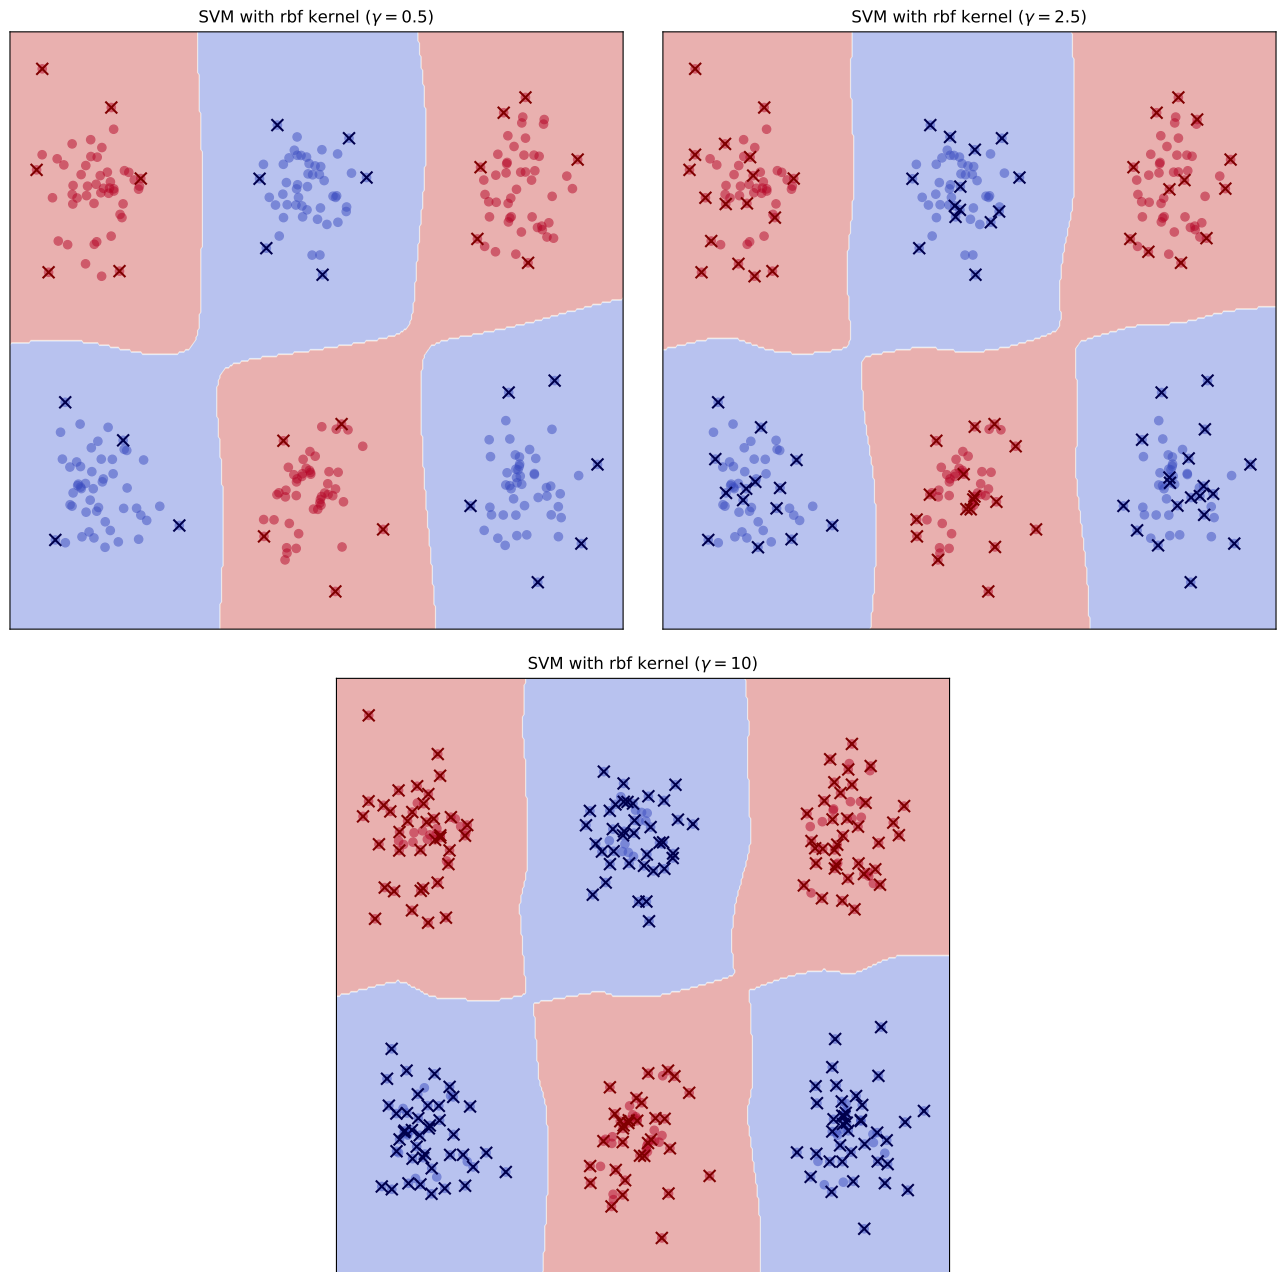 SVM with rbf kernel (γ = 0.5)
SVM with rbf kernel (γ = 2.5)
SVM with rbf kernel (γ = 10)